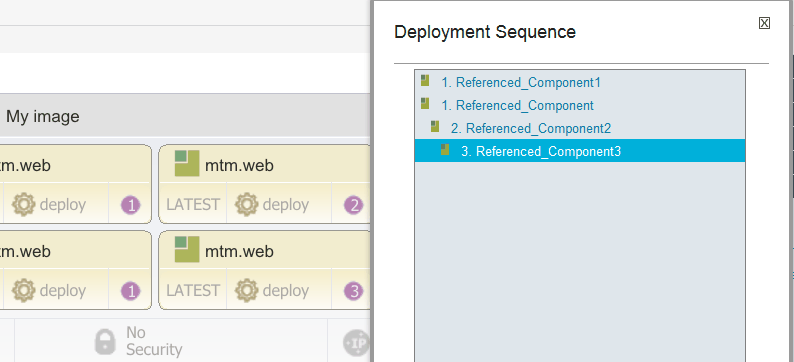 My image
tm.web
mtm.web
deploy
1
LATEST
deploy
2
tm.web
mtm.web
deploy
1
LATEST
deploy
3
No
Security
IP
Deployment Sequence
X
1. Referenced_Component1
1. Referenced_Component
2. Referenced_Component2
3. Referenced_Component3